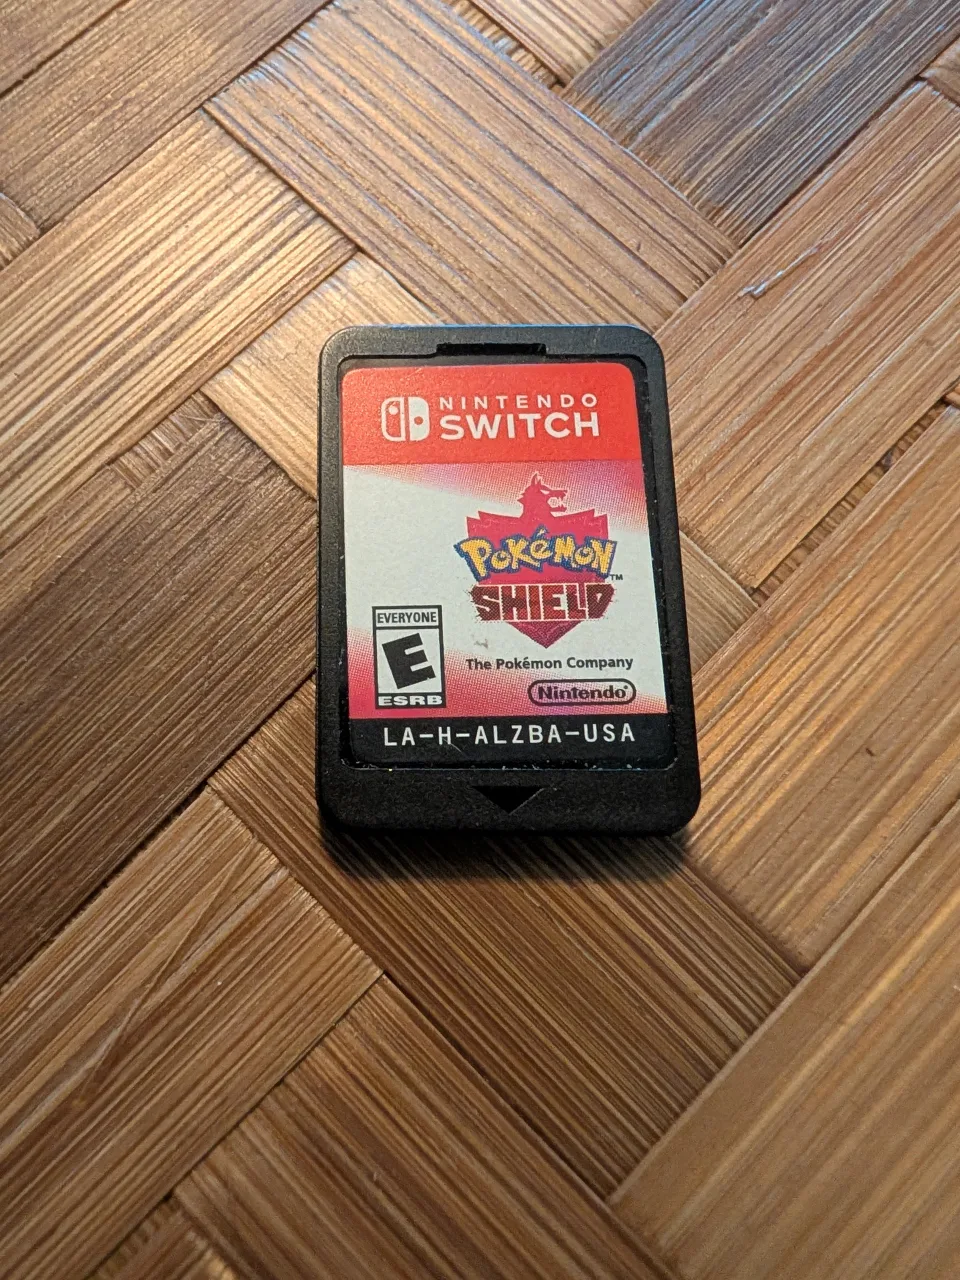 NINTENDO
SWITCH
POKéMON™
SHIELD
EVERYONE
E
ESRB
The Pokémon Company
Nintendo®
LA-H-ALZBA-USA